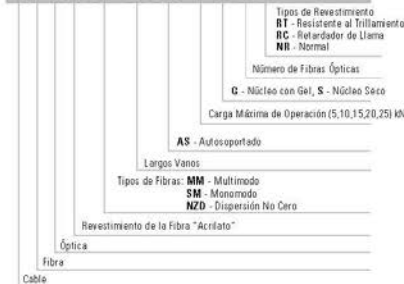 Tipos de Revestimiento
RT - Resistente al Trillamiento
RC - Retardador de Llama
NR - Normal
Número de Fibras Ópticas
G - Núcleo con Gel, S - Núcleo Seco
Carga Máxima de Operación (5,10,15,20,25) kN
AS - Autosoportado
Largos Vanos
Tipos de Fibras: MM - Multimodo
SM - Monomodo
NZD - Dispersión No Cero
Revestimiento de la Fibra "Acrilato"
Óptica
Fibra
Cable